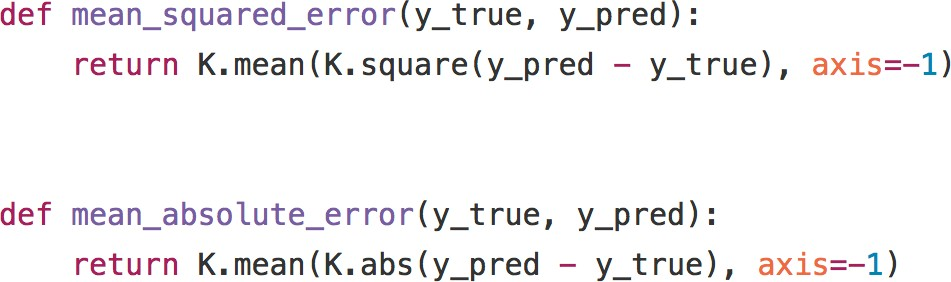 def mean_squared_error(y_true, y_pred):
    return K.mean(K.square(y_pred - y_true), axis=-1)
def mean_absolute_error(y_true, y_pred):
    return K.mean(K.abs(y_pred - y_true), axis=-1)